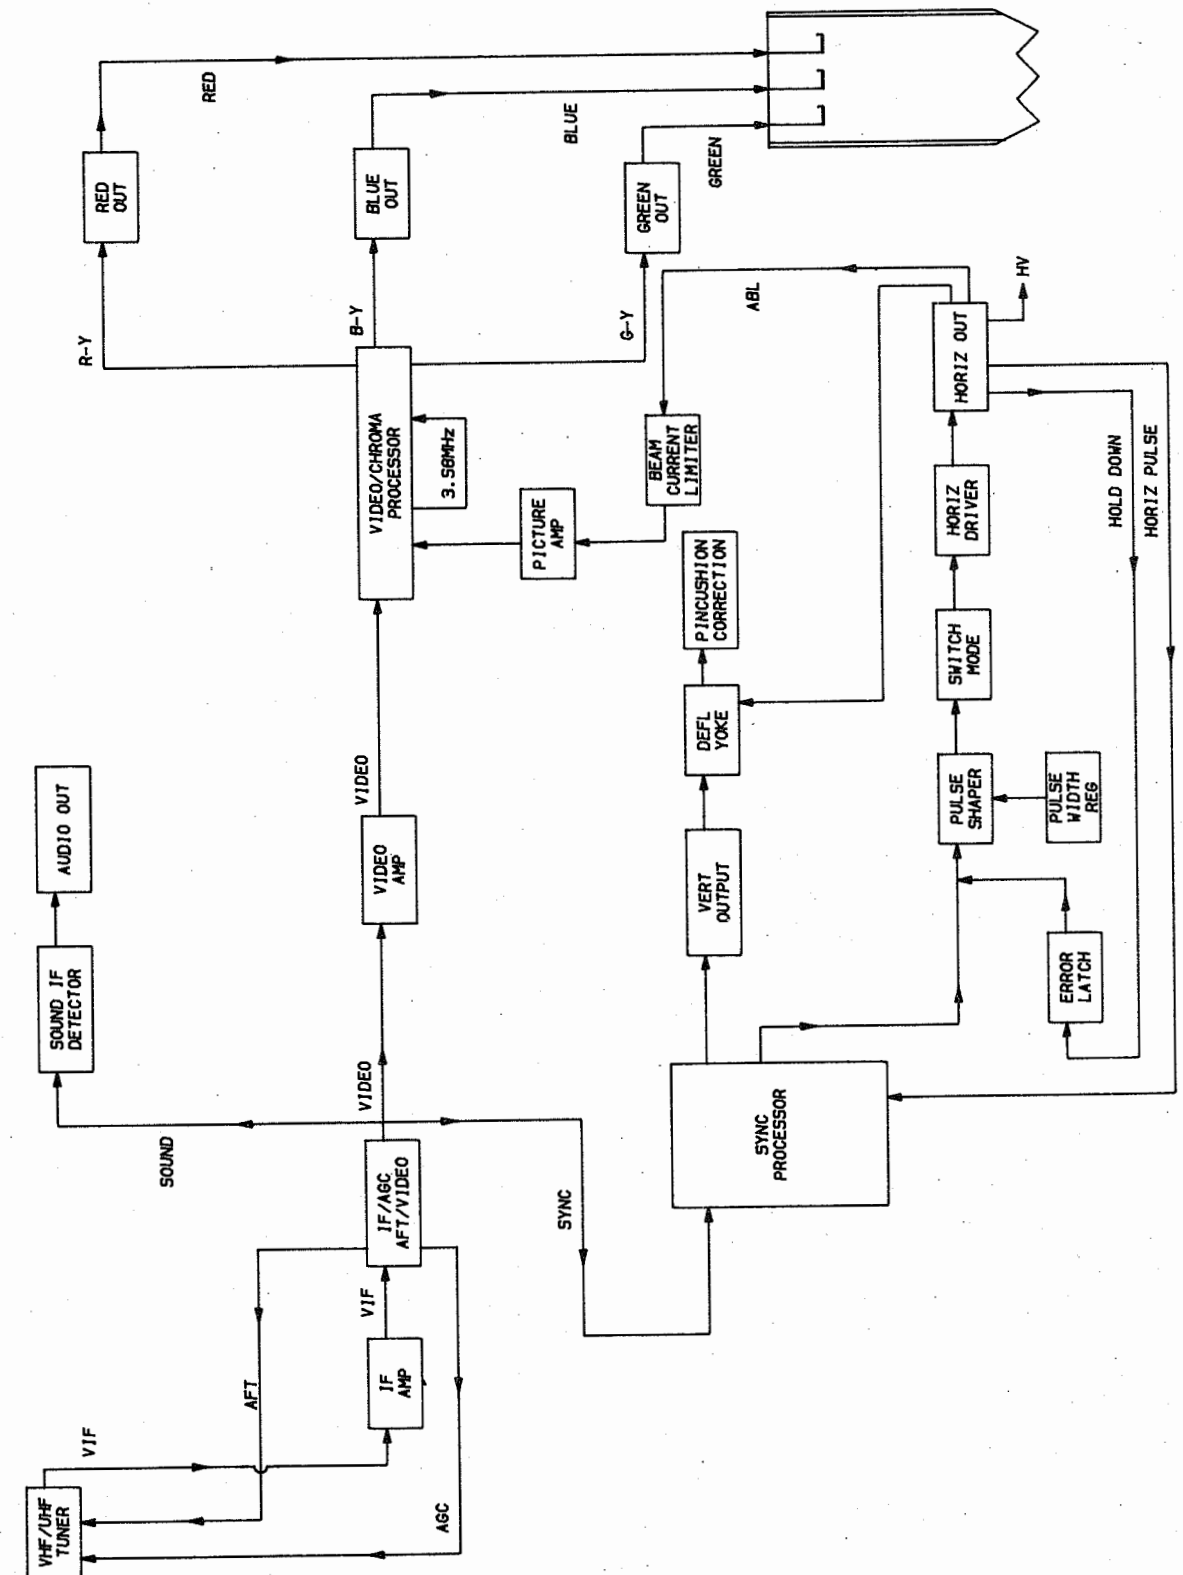 VHF/UHF
TUNER
VIF
AFT
AGC
IF
AMP
VIF
IF/AGC
AFT/VIDEO
SOUND
SOUND IF
DETECTOR
AUDIO OUT
VIDEO
VIDEO
AMP
VIDEO
VIDEO/CHROMA
PROCESSOR
3.58MHz
PICTURE
AMP
BEAM
CURRENT
LIMITER
ABL
R-Y
B-Y
G-Y
RED
OUT
BLUE
OUT
GREEN
OUT
RED
BLUE
GREEN
SYNC
SYNC
PROCESSOR
VERT
OUTPUT
DEFL
YOKE
PINCUSHION
CORRECTION
ERROR
LATCH
PULSE
SHAPER
PULSE
WIDTH
REG
SWITCH
MODE
HORIZ
DRIVER
HORIZ OUT
HV
HOLD DOWN
HORIZ PULSE